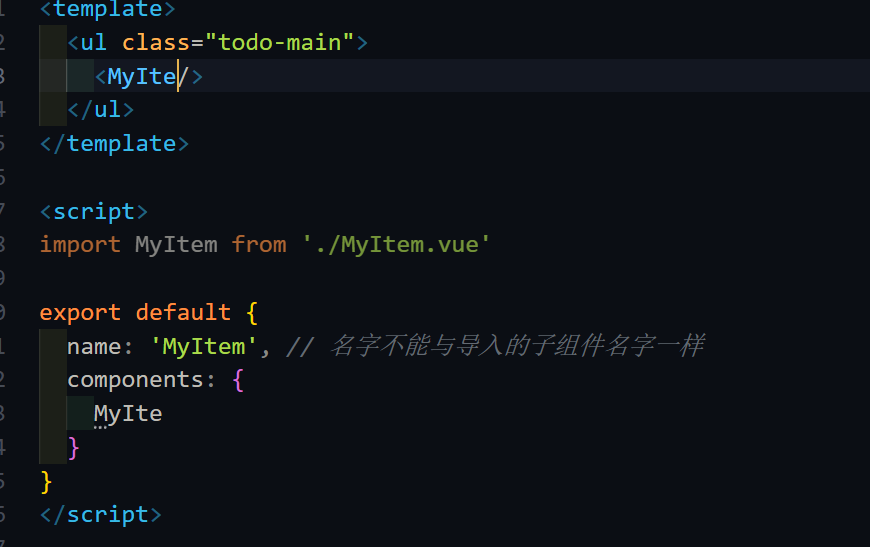 1 <template>
2 <ul class="todo-main">
3 <MyIte/>
4 </ul>
5 </template>
6
7 <script>
8 import MyItem from './MyItem.vue'
9
0 export default {
1 name: 'MyItem', // 名字不能与导入的子组件名字一样
2 components: {
3 MyIte
4 }
5 }
6 </script>
7